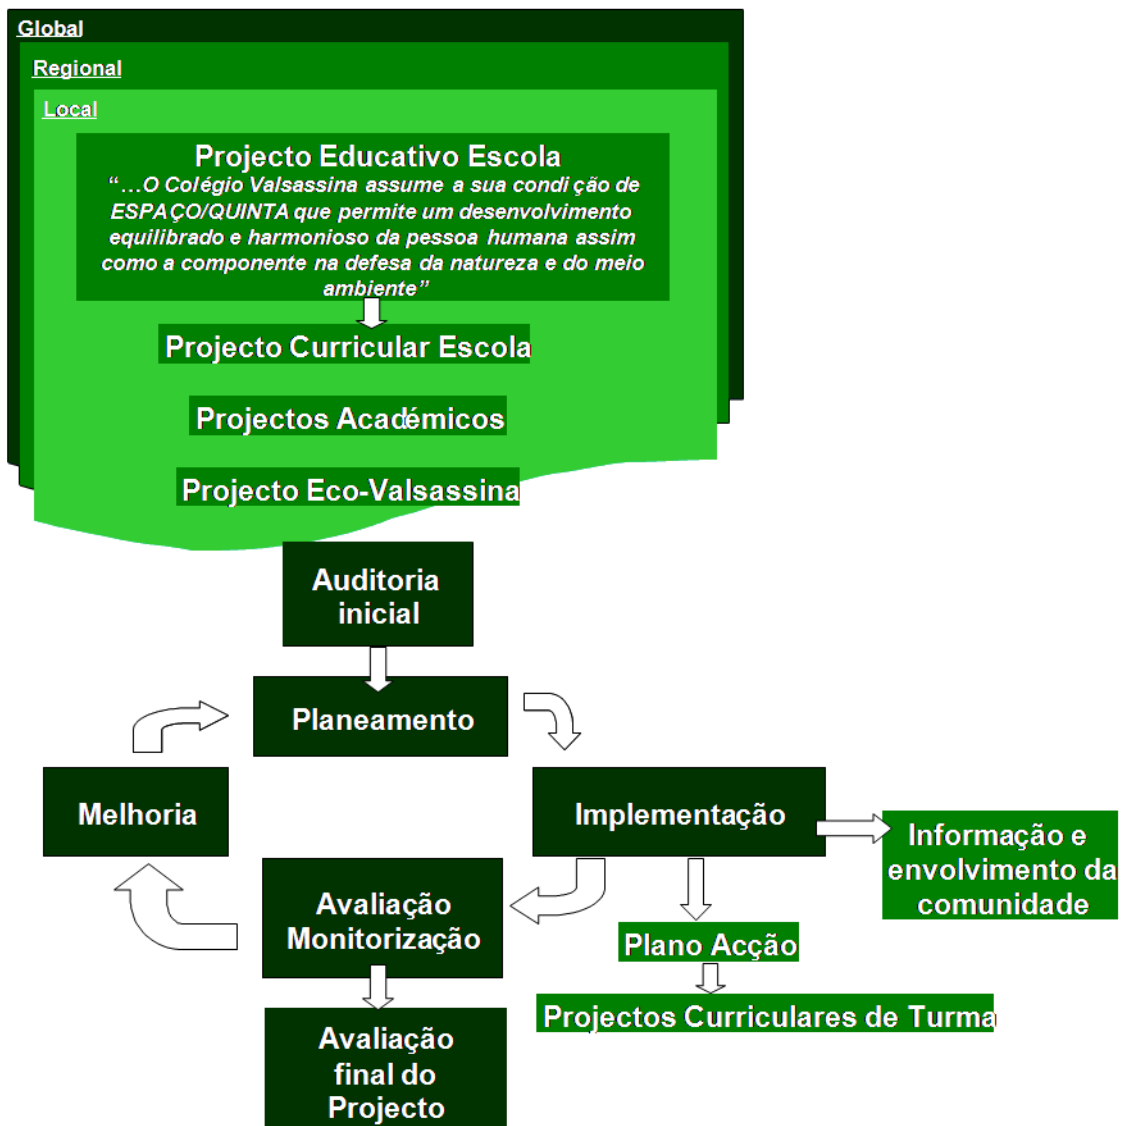 Global
Regional
Local
Projecto Educativo Escola
“...O Colégio Valsassina assume a sua condição de
ESPAÇO/QUINTA que permite um desenvolvimento
equilibrado e harmonioso da pessoa humana assim
como a componente na defesa da natureza e do meio
ambiente”
Projecto Curricular Escola
Projectos Académicos
Projecto Eco-Valsassina
Auditoria
inicial
Planeamento
Melhoria
Implementação
Informação e
envolvimento da
comunidade
Avaliação
Monitorização
Plano Acção
Projectos Curriculares de Turma
Avaliação
final do
Projecto